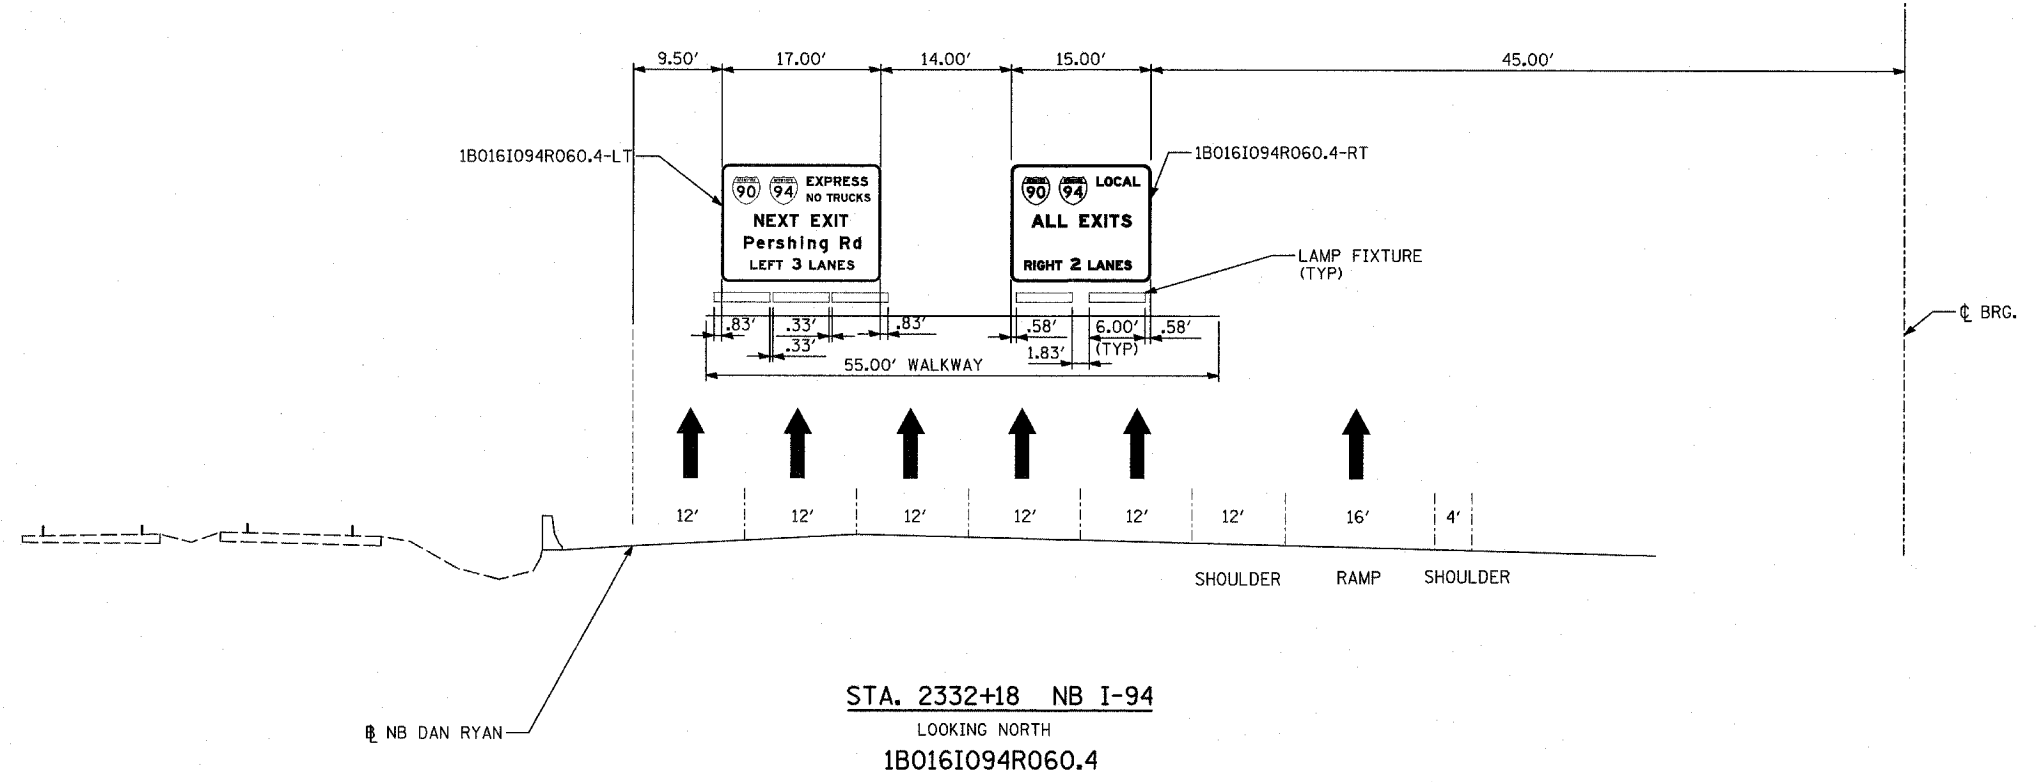 9.50' 17.00' 14.00' 15.00' 45.00'
1B016I094R060.4-LT
1B016I094R060.4-RT
90 94 EXPRESS
NO TRUCKS
NEXT EXIT
Pershing Rd
LEFT 3 LANES
90 94 LOCAL
ALL EXITS
RIGHT 2 LANES
LAMP FIXTURE
(TYP)
℄ BRG.
.83' .33' .83' .58' 6.00' .58'
.33' 1.83' (TYP)
55.00' WALKWAY
12' 12' 12' 12' 12' 12' 16' 4'
SHOULDER RAMP SHOULDER
NB DAN RYAN
STA. 2332+18 NB I-94
LOOKING NORTH
1B016I094R060.4